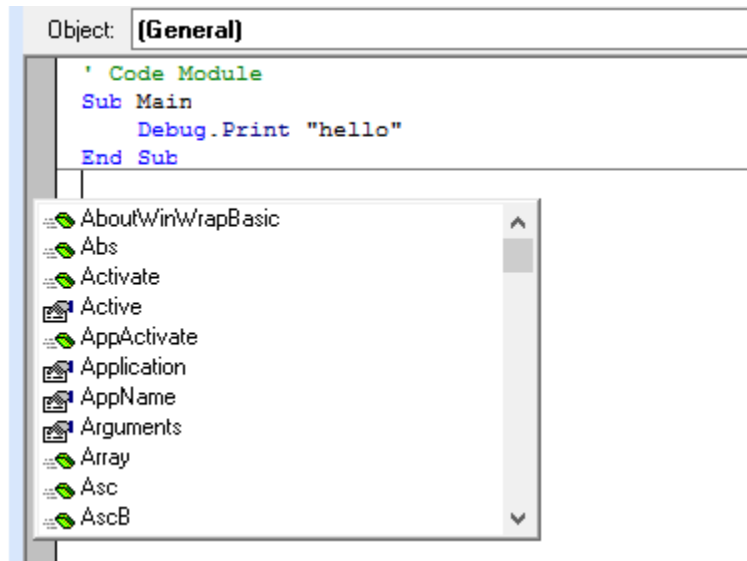 Object: (General)
' Code Module
Sub Main
Debug.Print "hello"
End Sub
AboutWinWrapBasic
Abs
Activate
Active
AppActivate
Application
AppName
Arguments
Array
Asc
AscB